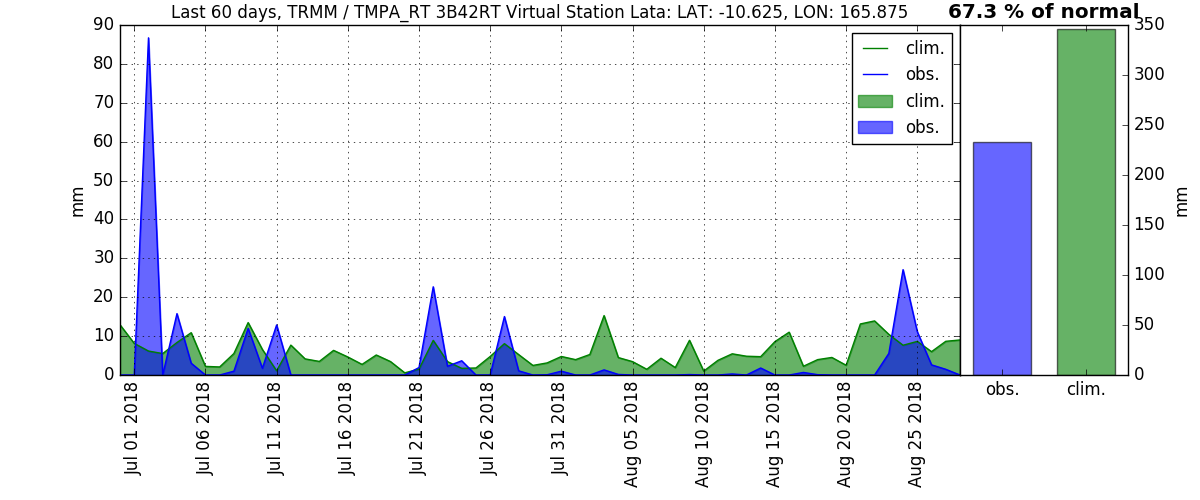 Last 60 days, TRMM / TMPA_RT 3B42RT Virtual Station Lata: LAT: -10.625, LON: 165.875
67.3 % of normal
90
80
70
60
50
40
30
20
10
0
mm
clim.
obs.
clim.
obs.
350
300
250
200
150
100
50
0
mm
Jul 01 2018
Jul 06 2018
Jul 11 2018
Jul 16 2018
Jul 21 2018
Jul 26 2018
Jul 31 2018
Aug 05 2018
Aug 10 2018
Aug 15 2018
Aug 20 2018
Aug 25 2018
obs.
clim.